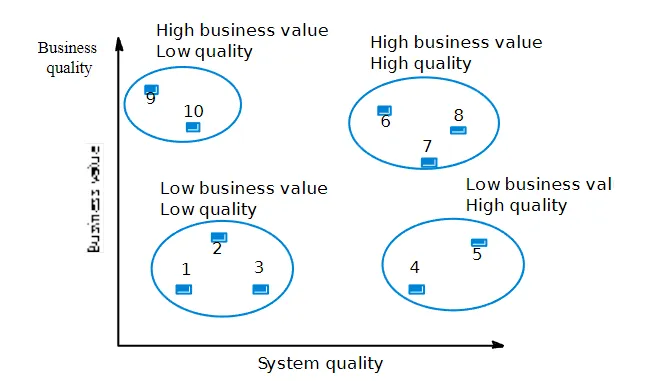 High business value
Low quality
Business
quality
High business value
High quality
9
10
6
8
7
Business value
Low business value
Low quality
Low business val
High quality
2
1
3
5
4
System quality